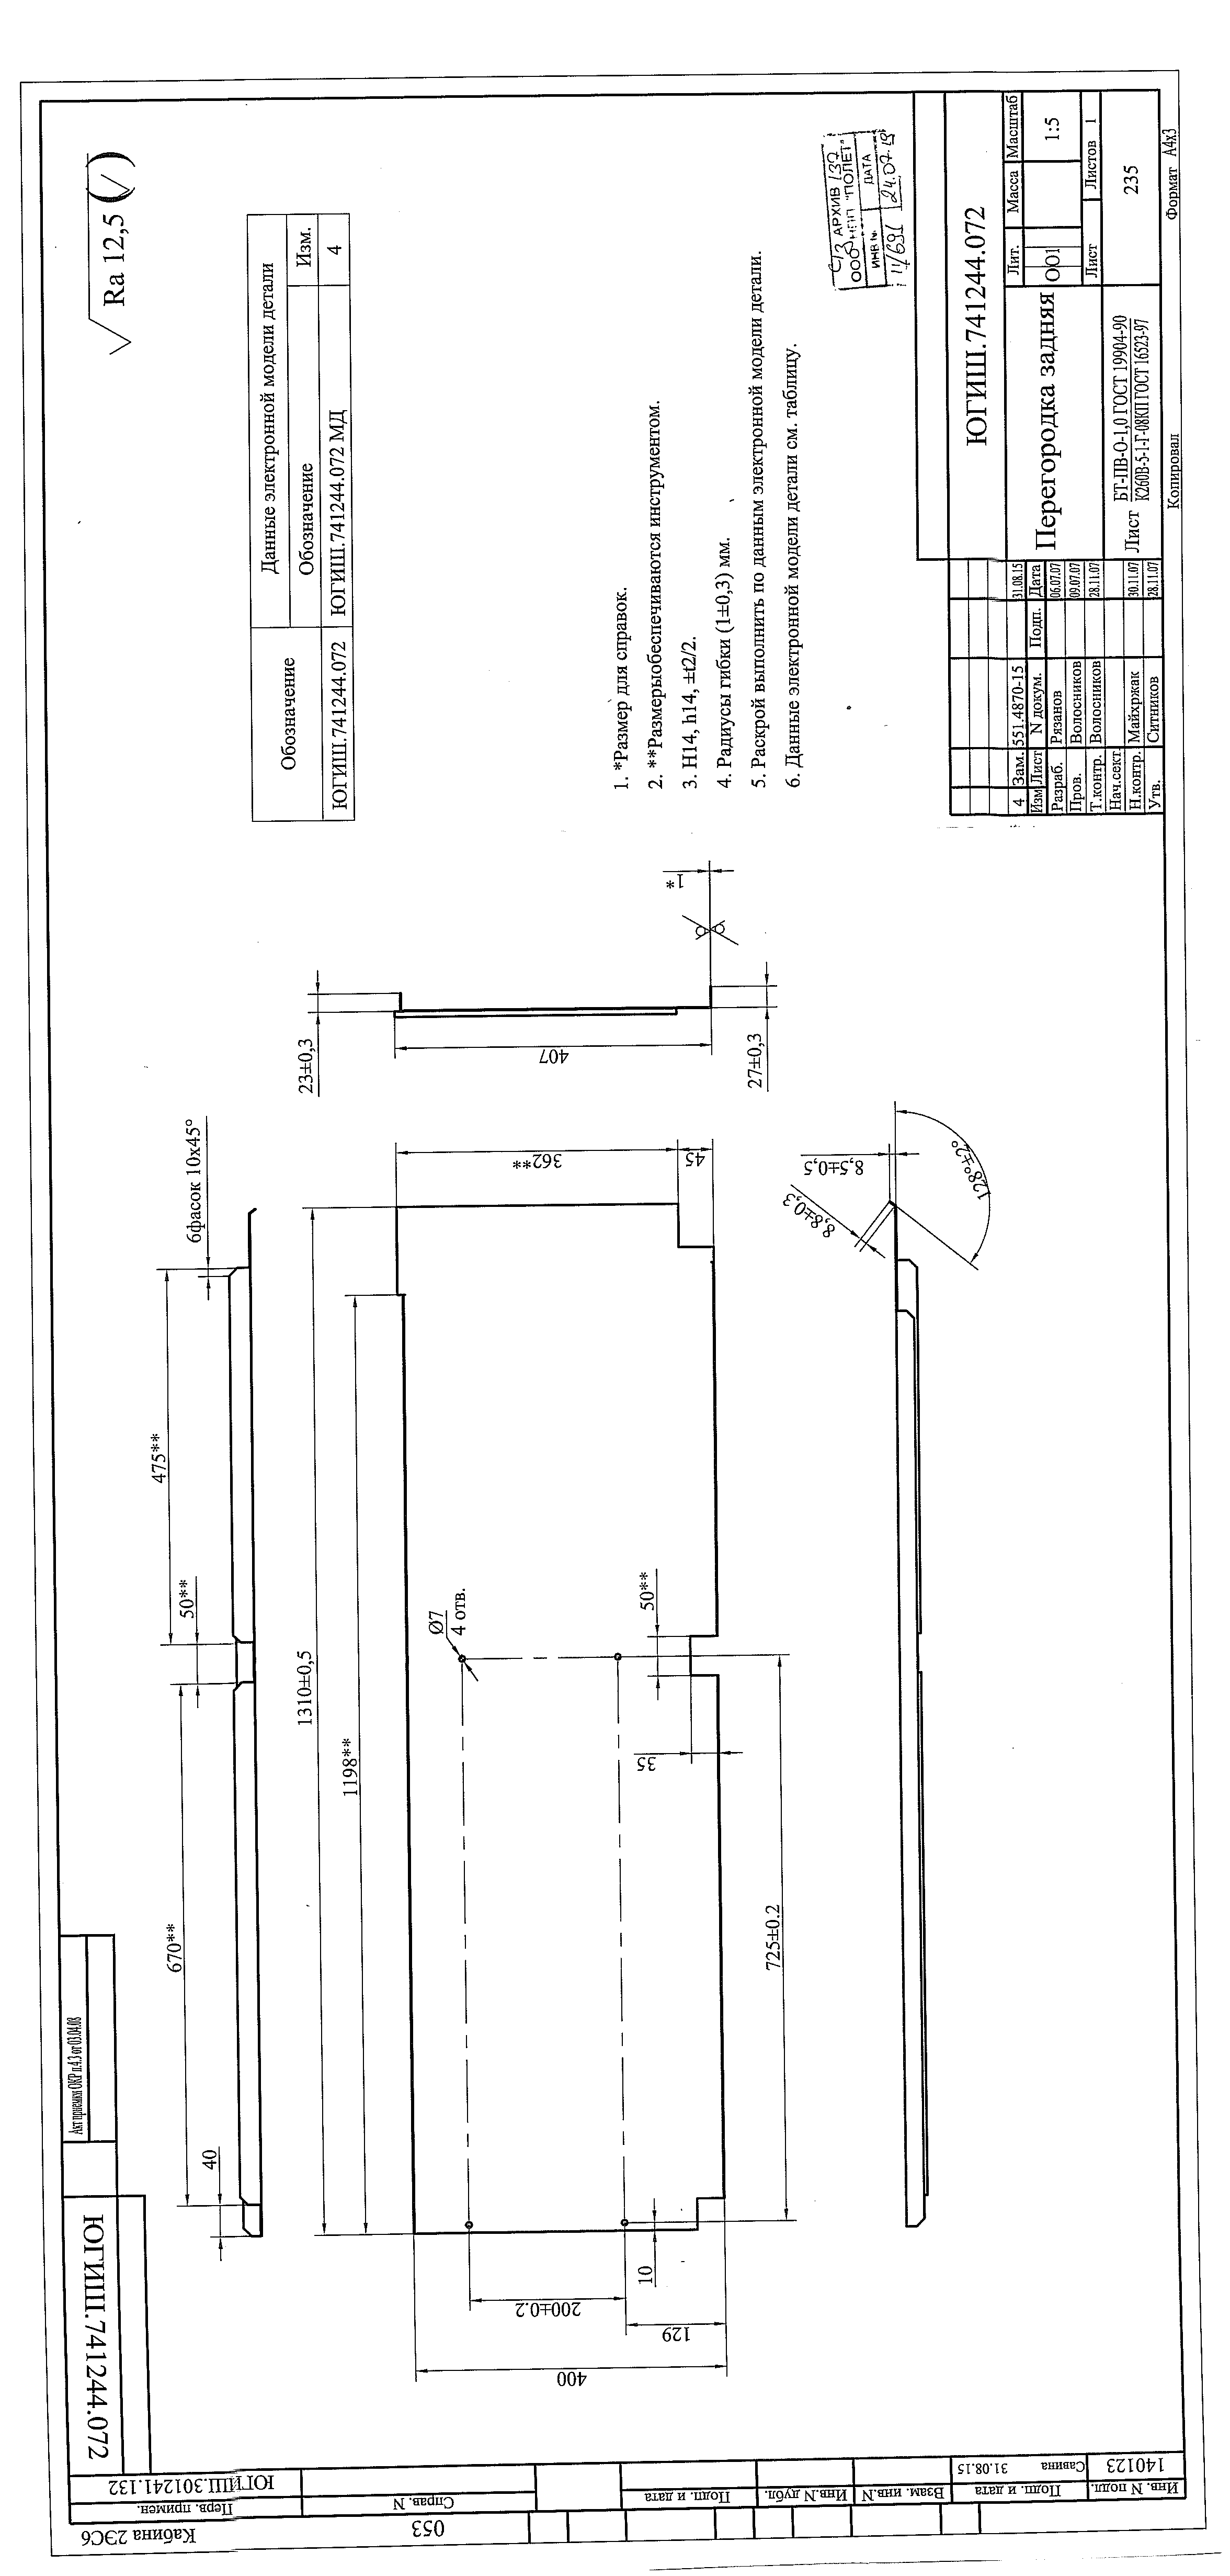 Ra 12,5 (√)
Обозначение
Данные электронной модели детали
Обозначение
Изм.
ЮГИШ.741244.072
ЮГИШ.741244.072 МД
4
Кабина 2ЭС6
Перв. примен.
ЮГИШ.301241.132
ЮГИШ.741244.072
Акт приемки ОКР п.4.3 от 03.04.08
053
Справ. N
Подп. и дата
Инв.N дубл.
Взам. инв.N
Подп. и дата
Савина 31.08.15
Инв. N подл.
140123
40
670**
50**
475**
6фасок 10х45°
1310±0,5
1198**
Ø7
4 отв.
362**
45
50**
35
725±0.2
10
200±0.2
129
400
23±0,3
407
27±0,3
1*
8,8±0,3
8,5±0,5
128°±2°
1. *Размер для справок.
2. **Размерыобеспечиваются инструментом.
3. H14, h14, ±t2/2.
4. Радиусы гибки (1±0,3) мм.
5. Раскрой выполнить по данным электронной модели детали.
6. Данные электронной модели детали см. таблицу.
АРХИВ 137
ООО НПП "ПОЛЕТ"
ИНВ №
ДАТА
24.07.19
ЮГИШ.741244.072
4 Зам. 551.4870-15 31.08.15
Изм Лист N докум. Подп. Дата
Разраб. Рязанов 06.07.07
Пров. Волосников 09.07.07
Т.контр. Волосников 28.11.07
Нач.сект.
Н.контр. Майхржак 30.11.07
Утв. Ситников 28.11.07
Перегородка задняя
Лит. Масса Масштаб
О О1 1:5
Лист Листов 1
Лист БТ-ПВ-О-1,0 ГОСТ 19904-90
К260В-5-1-Г-08КП ГОСТ 16523-97
235
Копировал
Формат А4х3